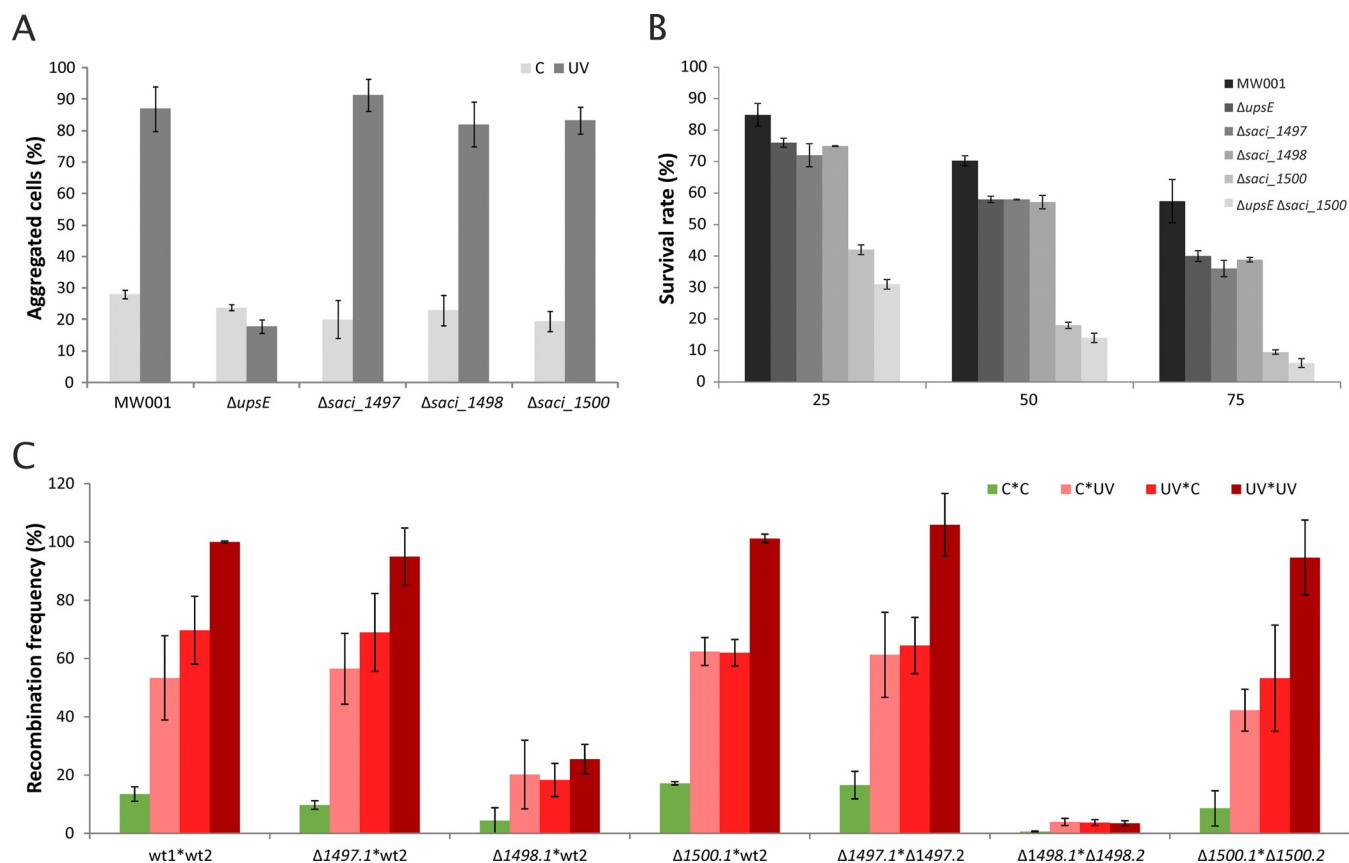 A
Aggregated cells (%)
100
90
80
70
60
50
40
30
20
10
0
C UV
MW001 ΔupsE Δsaci_1497 Δsaci_1498 Δsaci_1500
B
Survival rate (%)
100
90
80
70
60
50
40
30
20
10
0
MW001
ΔupsE
Δsaci_1497
Δsaci_1498
Δsaci_1500
ΔupsE Δsaci_1500
25 50 75
C
Recombination frequency (%)
120
100
80
60
40
20
0
C*C C*UV UV*C UV*UV
wt1*wt2 Δ1497.1*wt2 Δ1498.1*wt2 Δ1500.1*wt2 Δ1497.1*Δ1497.2 Δ1498.1*Δ1498.2 Δ1500.1*Δ1500.2